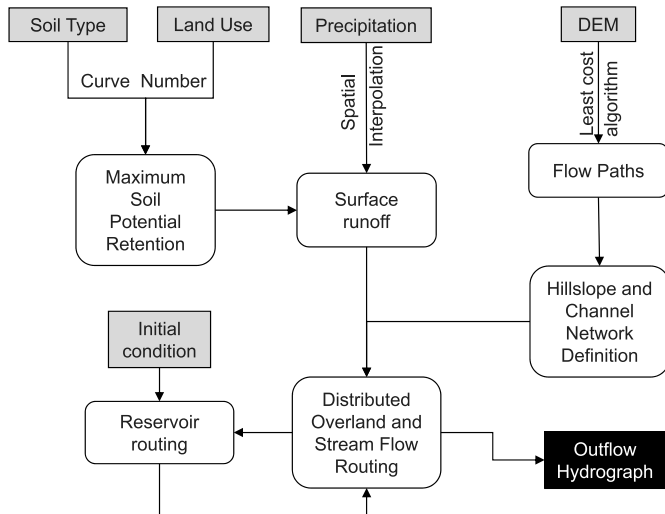 Soil Type
Land Use
Precipitation
DEM
Curve Number
Spatial
Interpolation
Least cost
algorithm
Maximum
Soil
Potential
Retention
Surface
runoff
Flow Paths
Hillslope and
Channel
Network
Definition
Initial
condition
Reservoir
routing
Distributed
Overland and
Stream Flow
Routing
Outflow
Hydrograph